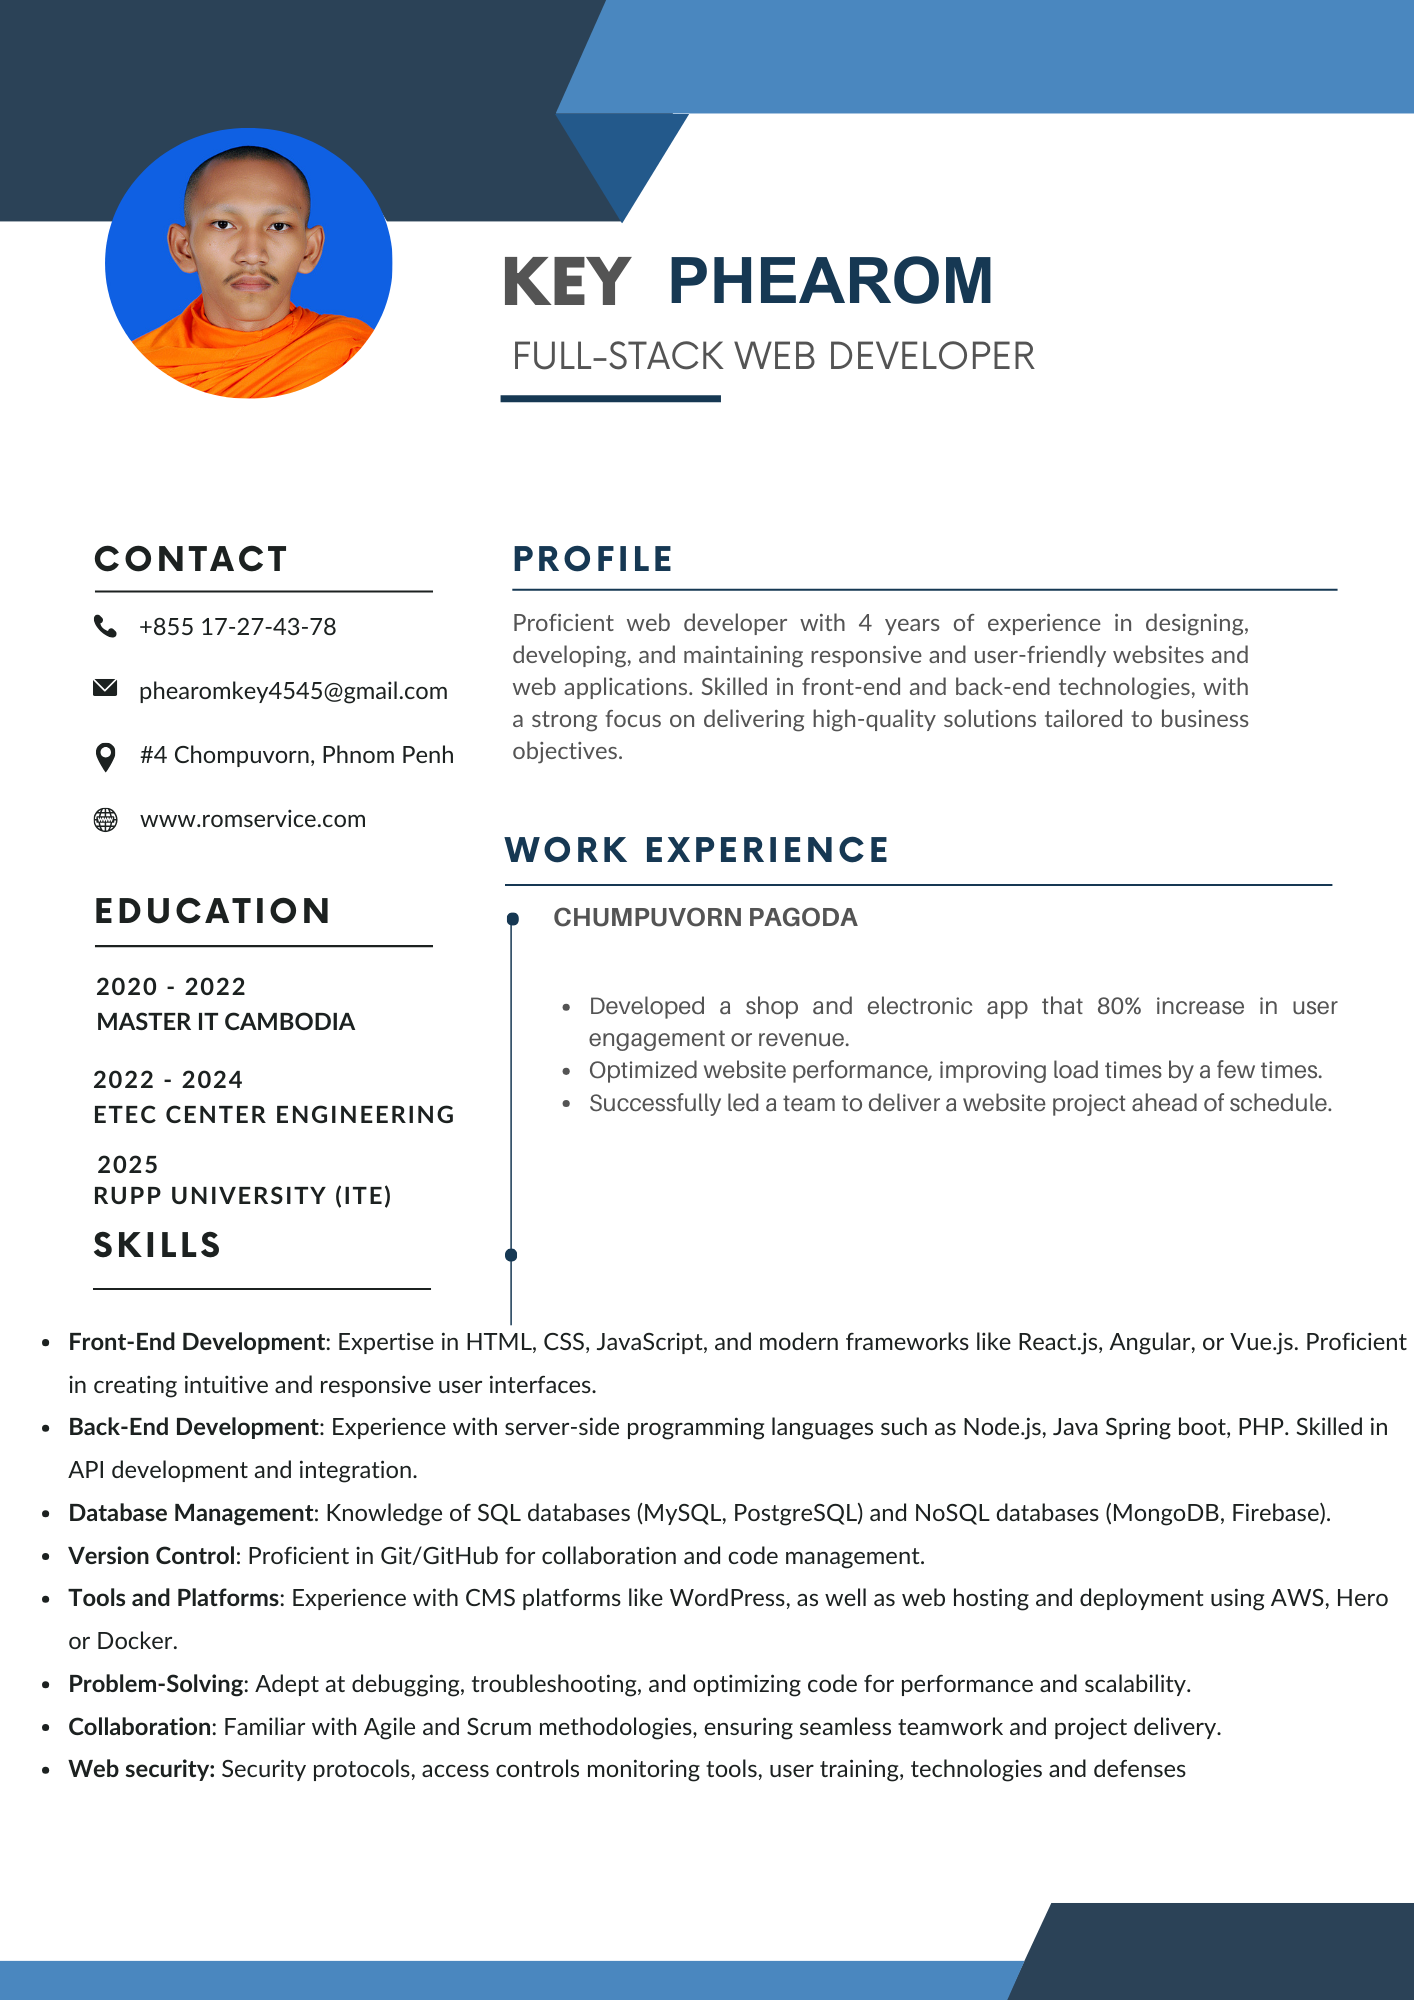 KEY PHEAROM
FULL-STACK WEB DEVELOPER
CONTACT
+855 17-27-43-78
phearomkey4545@gmail.com
#4 Chompuvorn, Phnom Penh
www.romservice.com
EDUCATION
2020 - 2022
MASTER IT CAMBODIA
2022 - 2024
ETEC CENTER ENGINEERING
2025
RUPP UNIVERSITY (ITE)
PROFILE
Proficient web developer with 4 years of experience in designing,
developing, and maintaining responsive and user-friendly websites and
web applications. Skilled in front-end and back-end technologies, with
a strong focus on delivering high-quality solutions tailored to business
objectives.
WORK EXPERIENCE
CHUMPUVORN PAGODA
• Developed a shop and electronic app that 80% increase in user
engagement or revenue.
• Optimized website performance, improving load times by a few times.
• Successfully led a team to deliver a website project ahead of schedule.
SKILLS
• Front-End Development: Expertise in HTML, CSS, JavaScript, and modern frameworks like React.js, Angular, or Vue.js. Proficient
in creating intuitive and responsive user interfaces.
• Back-End Development: Experience with server-side programming languages such as Node.js, Java Spring boot, PHP. Skilled in
API development and integration.
• Database Management: Knowledge of SQL databases (MySQL, PostgreSQL) and NoSQL databases (MongoDB, Firebase).
• Version Control: Proficient in Git/GitHub for collaboration and code management.
• Tools and Platforms: Experience with CMS platforms like WordPress, as well as web hosting and deployment using AWS, Hero
or Docker.
• Problem-Solving: Adept at debugging, troubleshooting, and optimizing code for performance and scalability.
• Collaboration: Familiar with Agile and Scrum methodologies, ensuring seamless teamwork and project delivery.
• Web security: Security protocols, access controls monitoring tools, user training, technologies and defenses